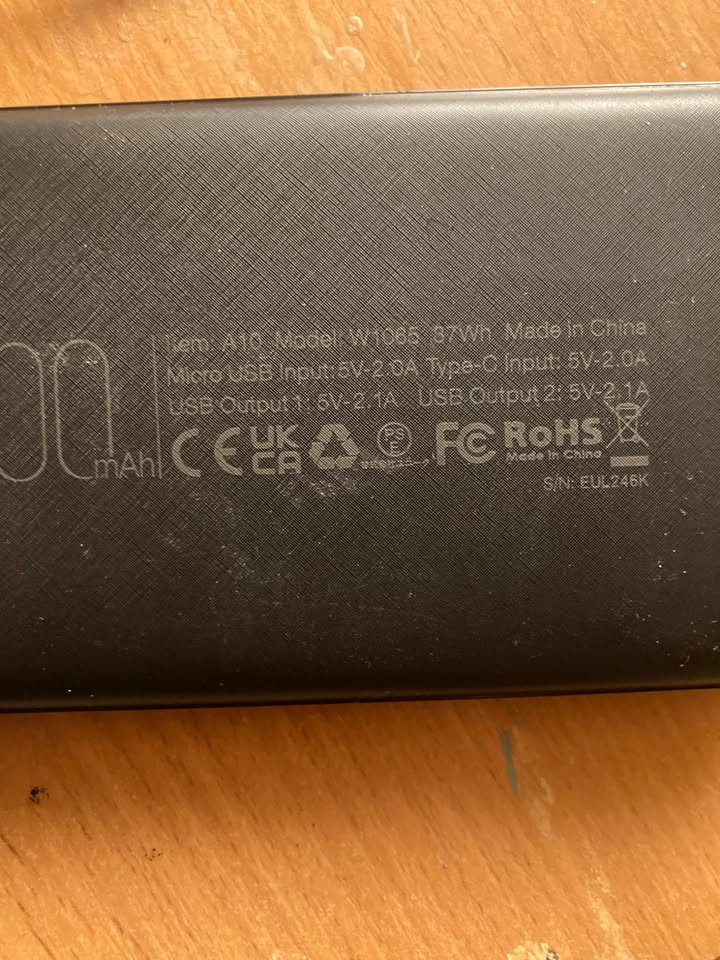 00 mAh
Item: A10 Model: W1065 37Wh Made in China
Micro USB Input: 5V-2.0A Type-C Input: 5V-2.0A
USB Output 1: 5V-2.1A USB Output 2: 5V-2.1A
CE UK CA PS E FC RoHS
Made in China
S/N: EUL246K